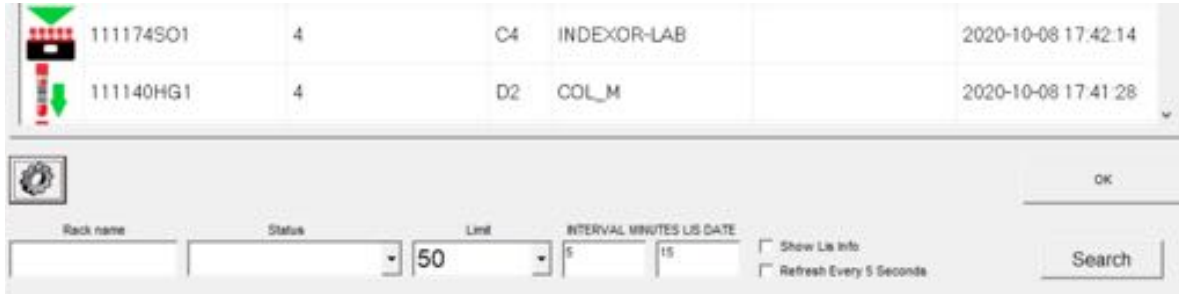 111174SO1 4 C4 INDEXOR-LAB 2020-10-08 17:42:14
111140HG1 4 D2 COL_M 2020-10-08 17:41:28
OK
Rack name Status Limit INTERVAL MINUTES LIS DATE
50 5 15
Show Lis Info
Refresh Every 5 Seconds
Search